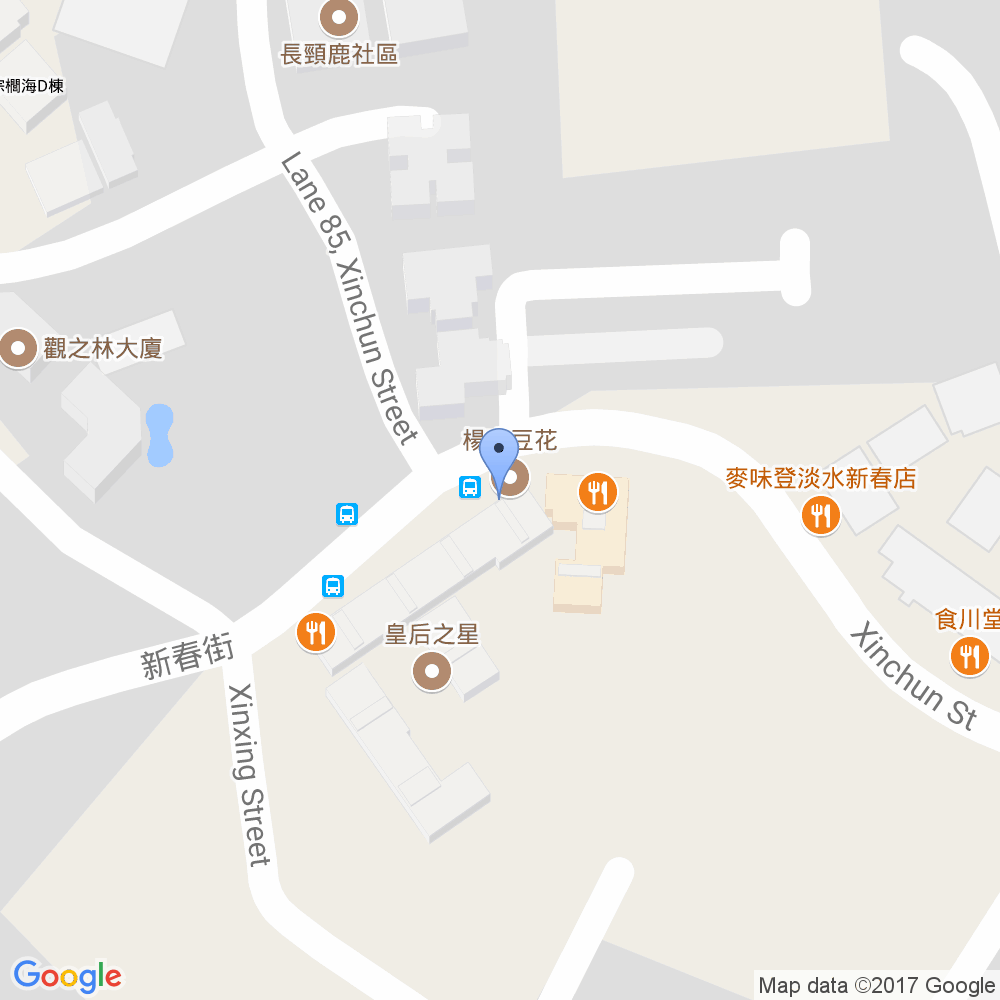 長頸鹿社區
海D棟
Lane 85, Xinchun Street
觀之林大廈
楊 豆花
麥味登淡水新春店
食川堂
皇后之星
新春街
Xinchun St
Xinxing Street
Google
Map data ©2017 Google